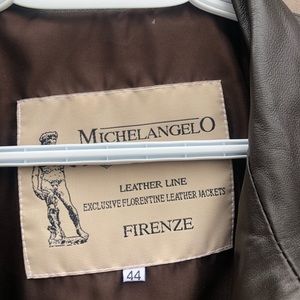 MICHELANGELO
LEATHER LINE
EXCLUSIVE FLORENTINE LEATHER JACKETS
FIRENZE
44